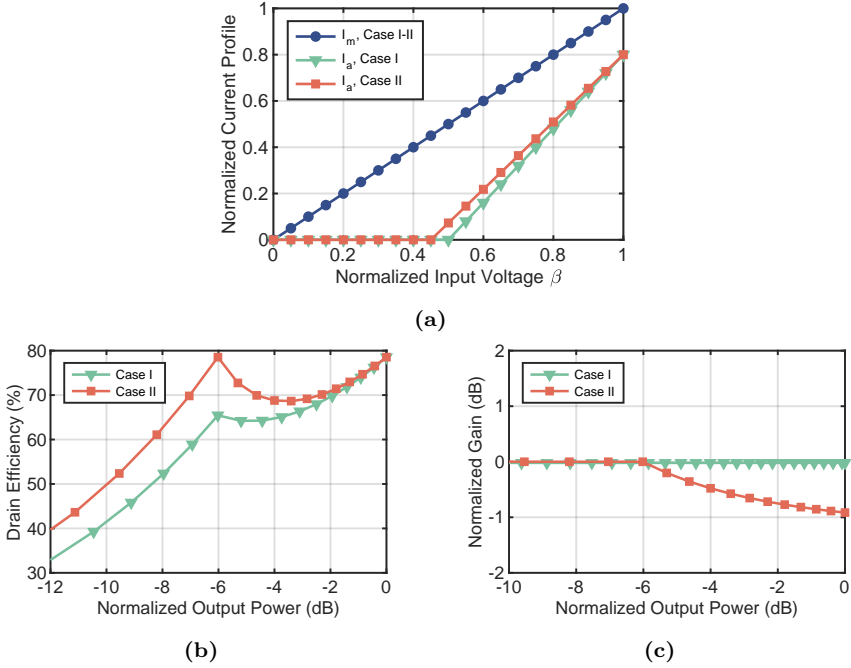 1
0.8
0.6
0.4
0.2
0
Normalized Current Profile
I_m, Case I-II
I_a, Case I
I_a, Case II
0 0.2 0.4 0.6 0.8 1
Normalized Input Voltage β
(a)
80
70
60
50
40
30
Drain Efficiency (%)
Case I
Case II
-12 -10 -8 -6 -4 -2 0
Normalized Output Power (dB)
(b)
2
1
0
-1
-2
Normalized Gain (dB)
Case I
Case II
-10 -8 -6 -4 -2 0
Normalized Output Power (dB)
(c)